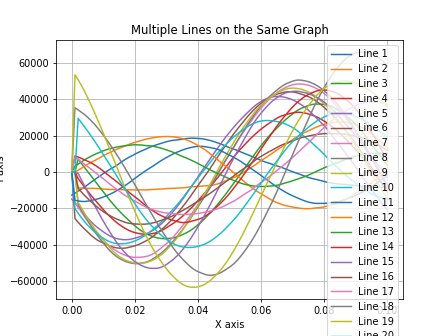 Multiple Lines on the Same Graph
60000
40000
20000
0
−20000
−40000
−60000
0.00
0.02
0.04
0.06
X axis
Line 1
Line 2
Line 3
Line 4
Line 5
Line 6
Line 7
Line 8
Line 9
Line 10
Line 11
Line 12
Line 13
Line 14
Line 15
Line 16
Line 17
Line 18
Line 19
Line 20